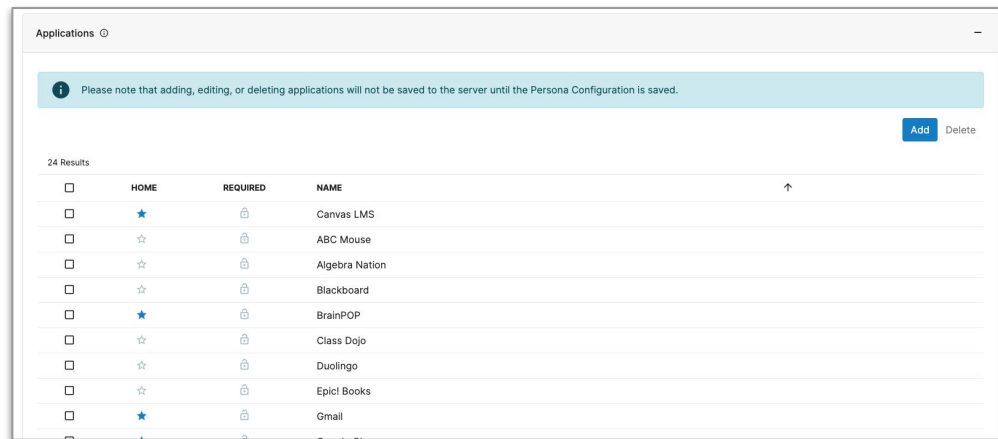 Applications
Please note that adding, editing, or deleting applications will not be saved to the server until the Persona Configuration is saved.
Add Delete
24 Results
HOME REQUIRED NAME
Canvas LMS
ABC Mouse
Algebra Nation
Blackboard
BrainPOP
Class Dojo
Duolingo
Epic! Books
Gmail